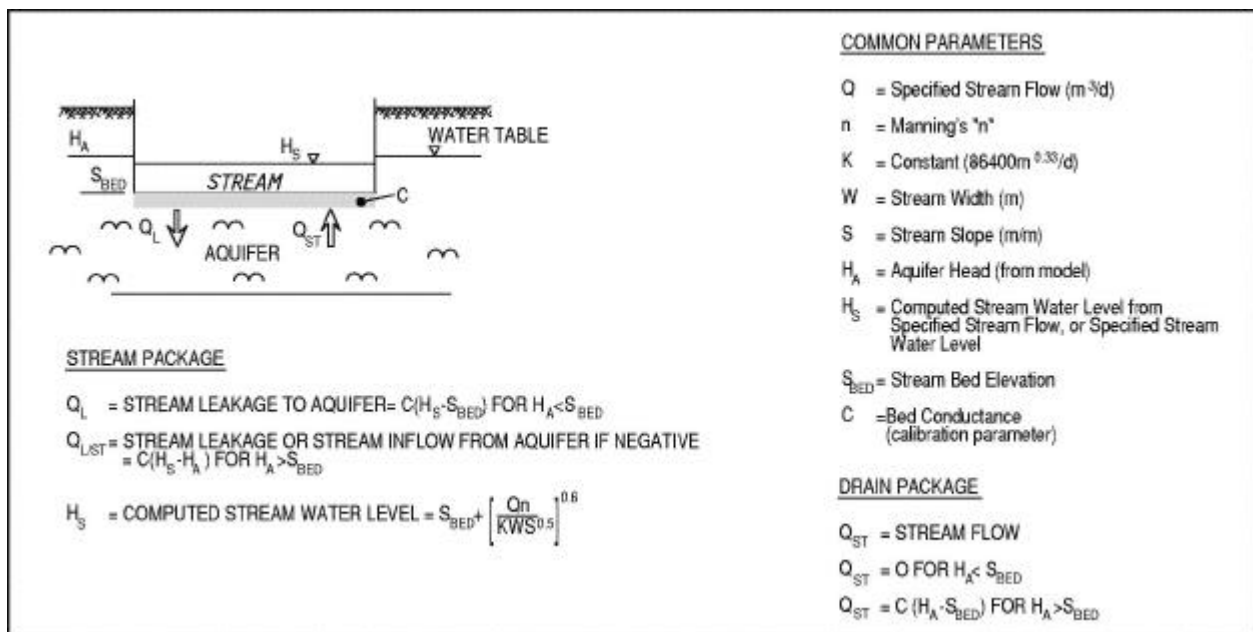 H_A
WATER TABLE
H_S
S_BED
STREAM
C
Q_L
Q_ST
AQUIFER
STREAM PACKAGE
Q_L = STREAM LEAKAGE TO AQUIFER= C(H_S-S_BED) FOR H_A<S_BED
Q_L/ST= STREAM LEAKAGE OR STREAM INFLOW FROM AQUIFER IF NEGATIVE
= C(H_S-H_A) FOR H_A>S_BED
H_S = COMPUTED STREAM WATER LEVEL = S_BED+ [Qn/KWS^0.5]^0.6
COMMON PARAMETERS
Q = Specified Stream Flow (m^3/d)
n = Manning's "n"
K = Constant (86400m^0.33/d)
W = Stream Width (m)
S = Stream Slope (m/m)
H_A = Aquifer Head (from model)
H_S = Computed Stream Water Level from
Specified Stream Flow, or Specified Stream
Water Level
S_BED= Stream Bed Elevation
C =Bed Conductance
(calibration parameter)
DRAIN PACKAGE
Q_ST = STREAM FLOW
Q_ST = O FOR H_A< S_BED
Q_ST = C (H_A-S_BED) FOR H_A>S_BED